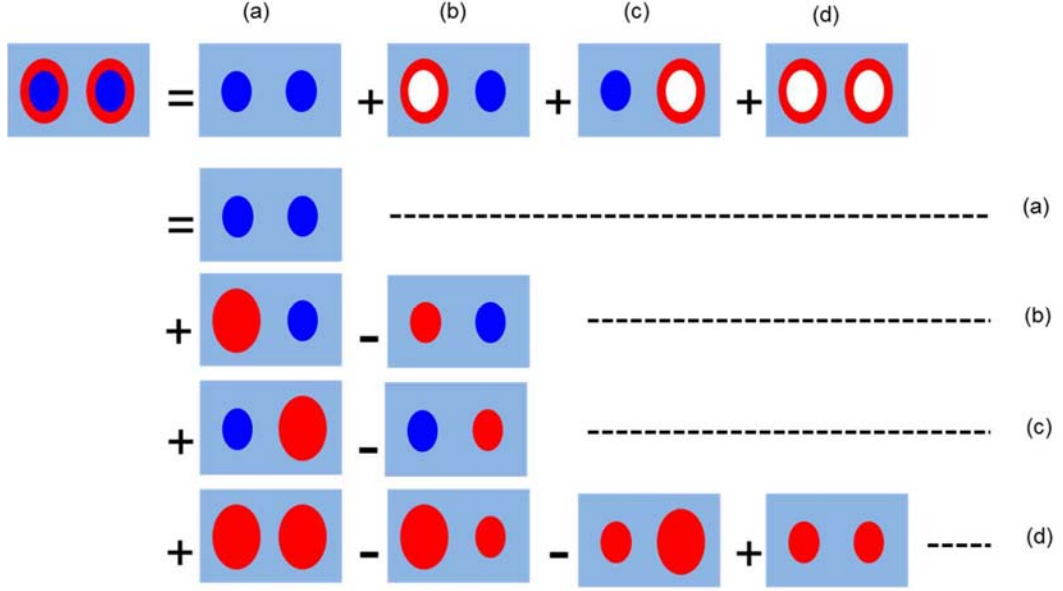 (a) (b) (c) (d)
= + + +
= (a)
+ - (b)
+ - (c)
+ - - + (d)